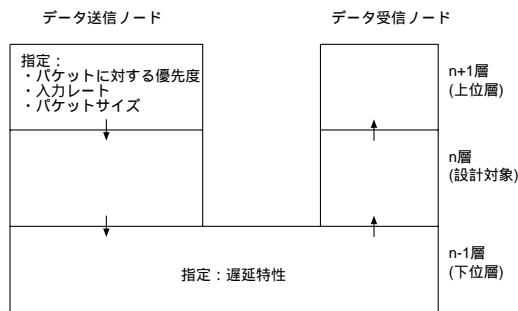 データ送信ノード
データ受信ノード
指定：
・パケットに対する優先度
・入力レート
・パケットサイズ
n+1層
(上位層)
n層
(設計対象)
n-1層
(下位層)
指定：遅延特性